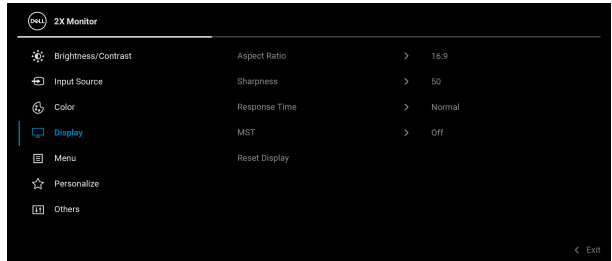 DELL 2X Monitor
Brightness/Contrast Aspect Ratio > 16:9
Input Source Sharpness > 50
Color Response Time > Normal
Display MST > Off
Menu Reset Display
Personalize
Others
< Exit